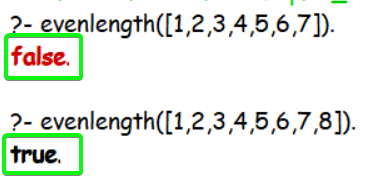 ?- evenlength([1,2,3,4,5,6,7]).
false.
?- evenlength([1,2,3,4,5,6,7,8]).
true.